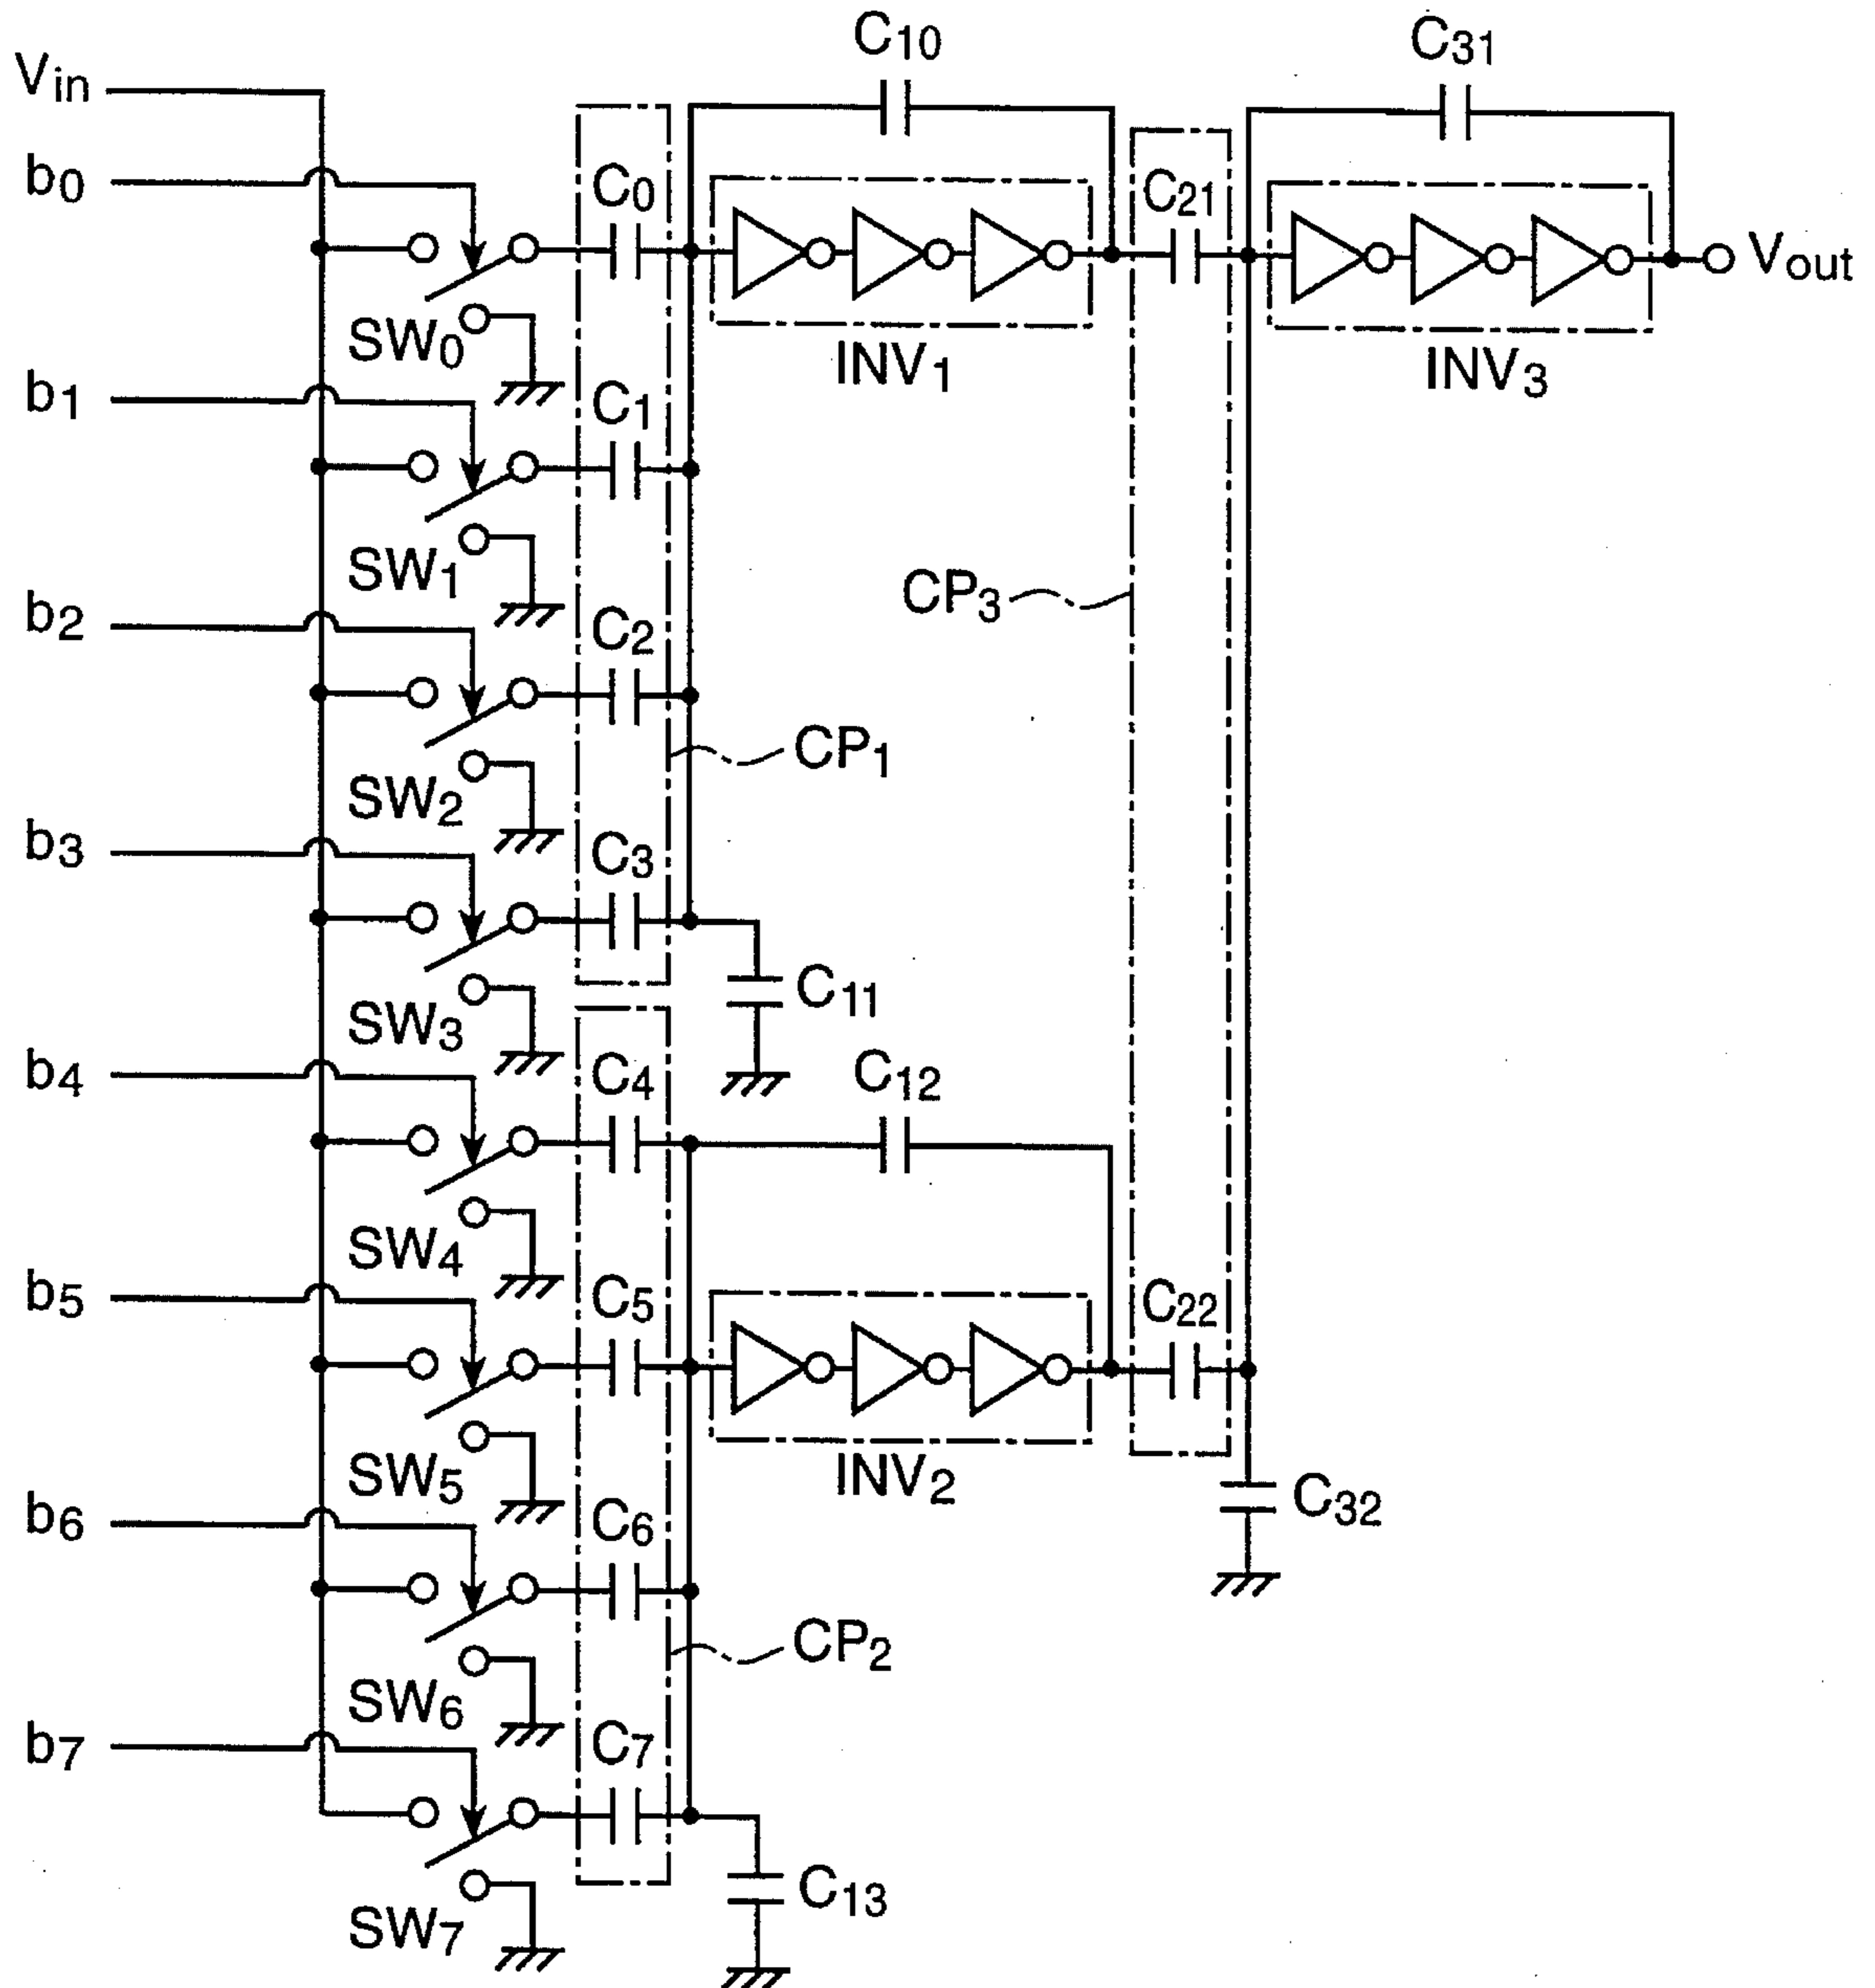 C10
C31
Vin
b0
C0
C21
Vout
SW0
INV1
INV3
b1
C1
SW1
CP3
b2
C2
CP1
SW2
b3
C3
C11
SW3
b4
C4
C12
SW4
b5
C5
C22
SW5
INV2
C32
b6
C6
CP2
SW6
b7
C7
C13
SW7